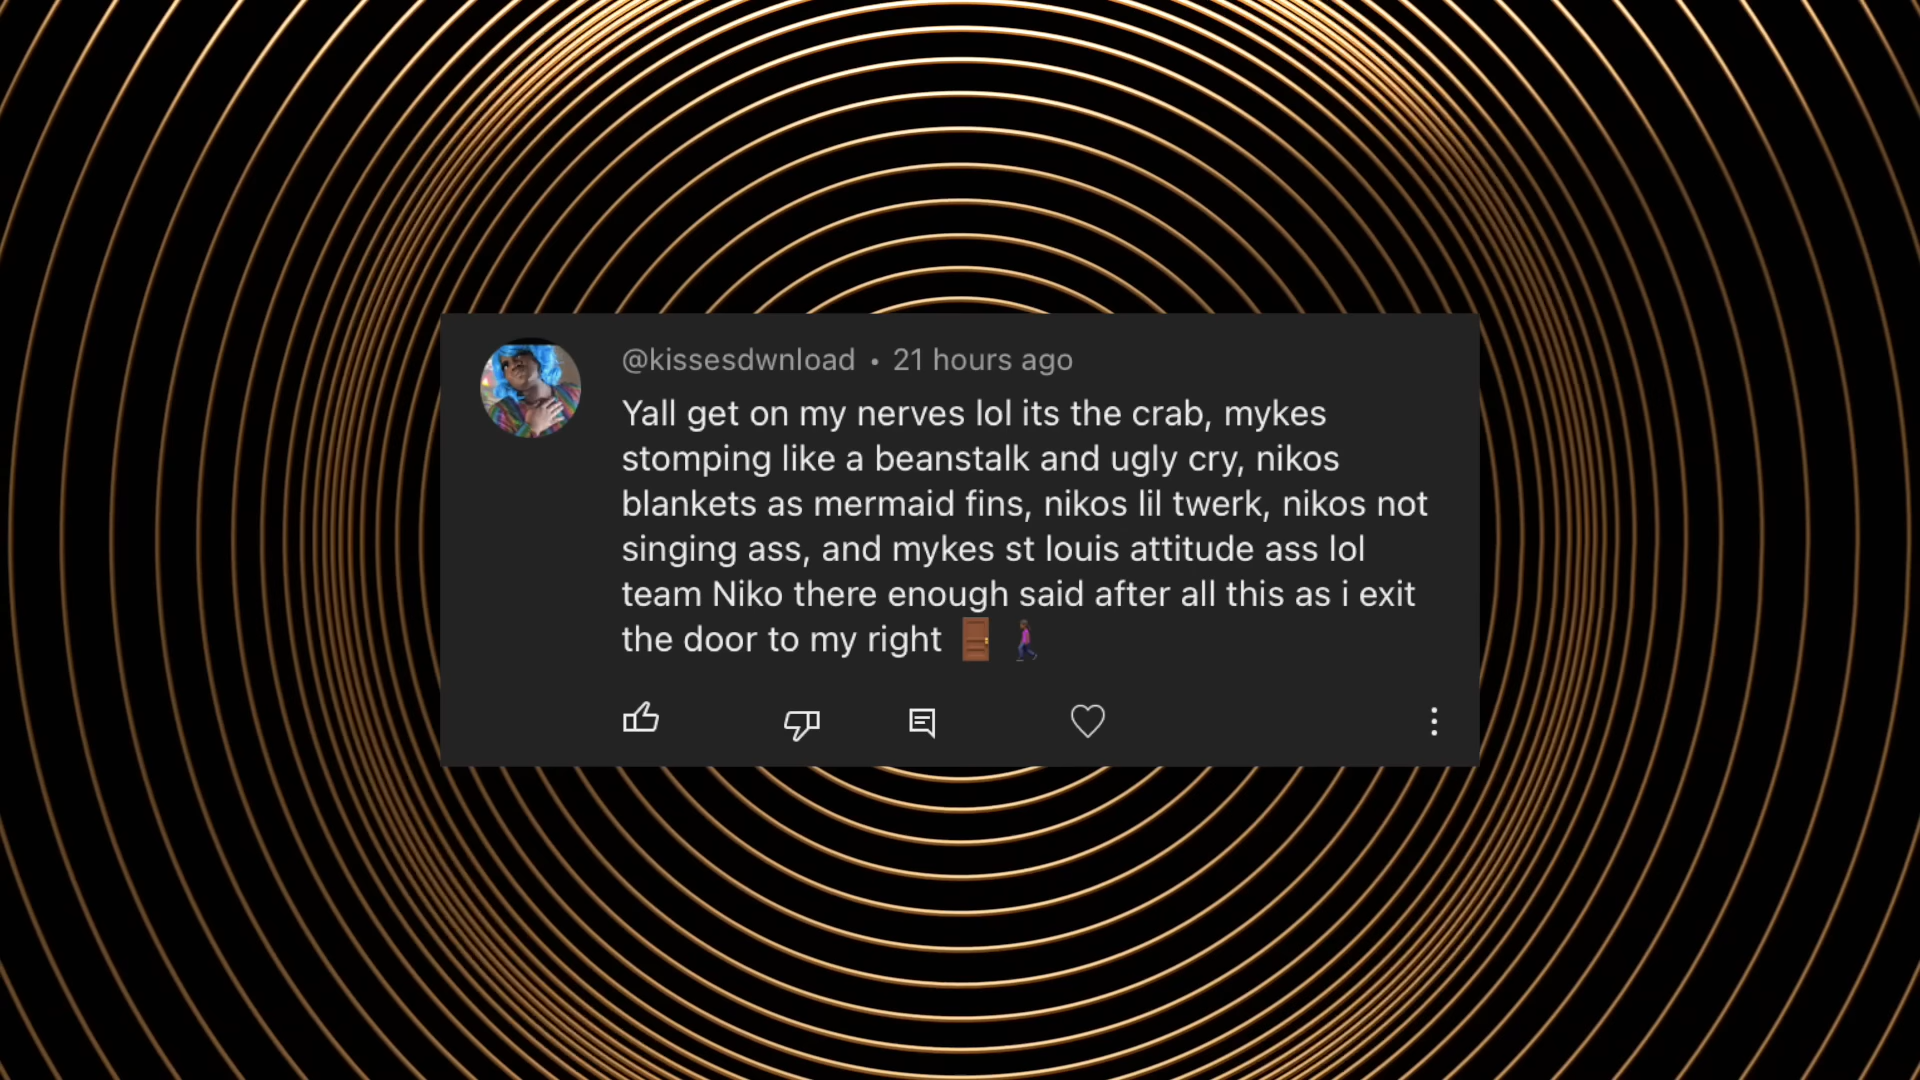 @kissesdwnload • 21 hours ago
Yall get on my nerves lol its the crab, mykes
stomping like a beanstalk and ugly cry, nikos
blankets as mermaid fins, nikos lil twerk, nikos not
singing ass, and mykes st louis attitude ass lol
team Niko there enough said after all this as i exit
the door to my right 🚪 🚶🏿‍♀️